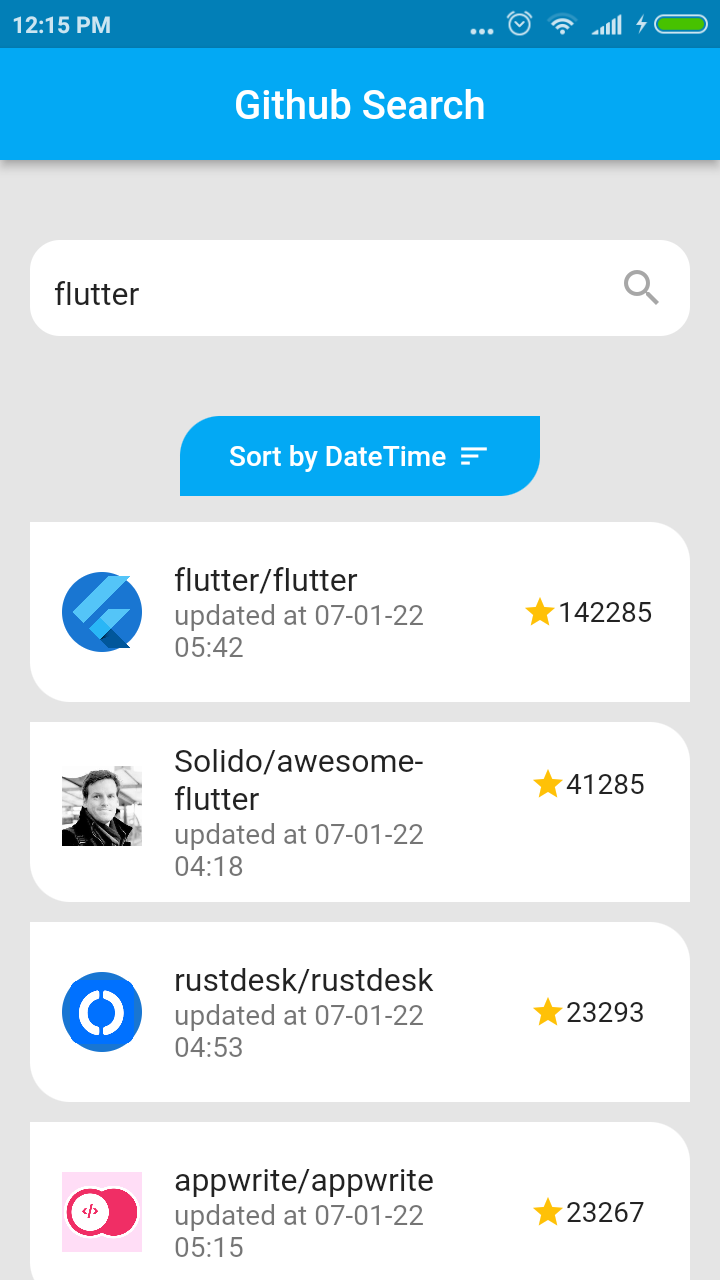 12:15 PM
Github Search
flutter
Sort by DateTime
flutter/flutter
updated at 07-01-22
05:42
142285
Solido/awesome-
flutter
updated at 07-01-22
04:18
41285
rustdesk/rustdesk
updated at 07-01-22
04:53
23293
appwrite/appwrite
updated at 07-01-22
05:15
23267